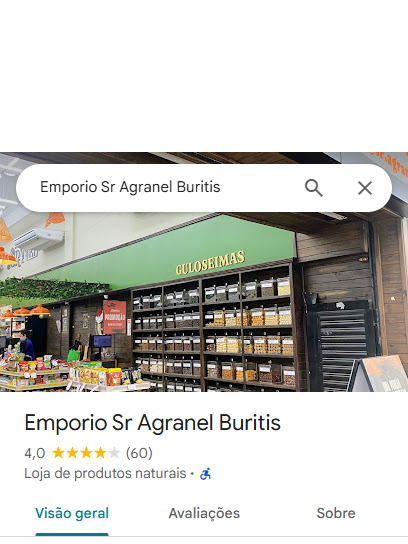 Emporio Sr Agranel Buritis
GULOSEIMAS
PROMOÇÃO
Emporio Sr Agranel Buritis
4,0 (60)
Loja de produtos naturais ·
Visão geral Avaliações Sobre